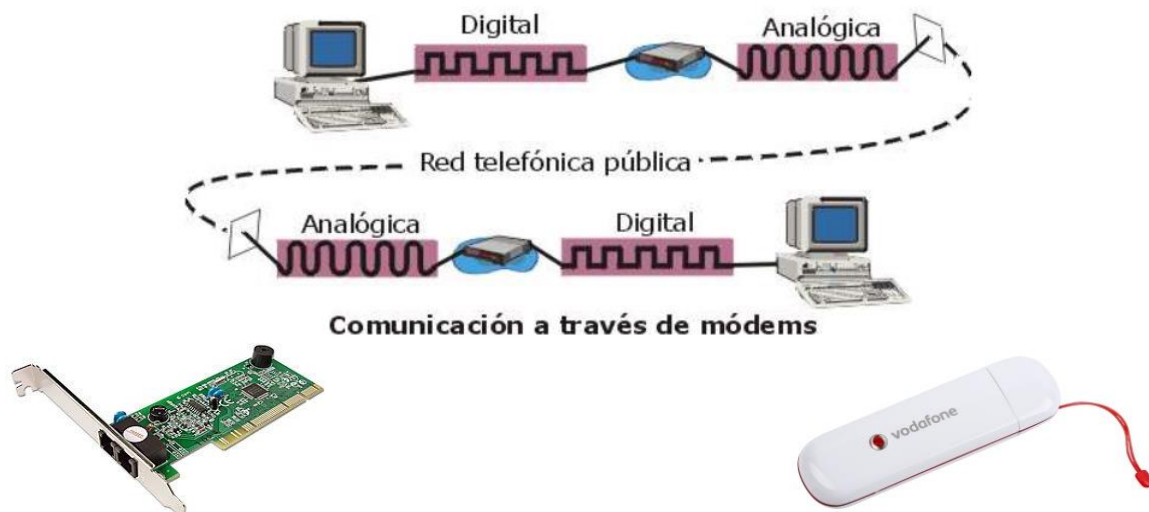 Digital
Analógica
Red telefónica pública
Analógica
Digital
Comunicación a través de módems
vodafone